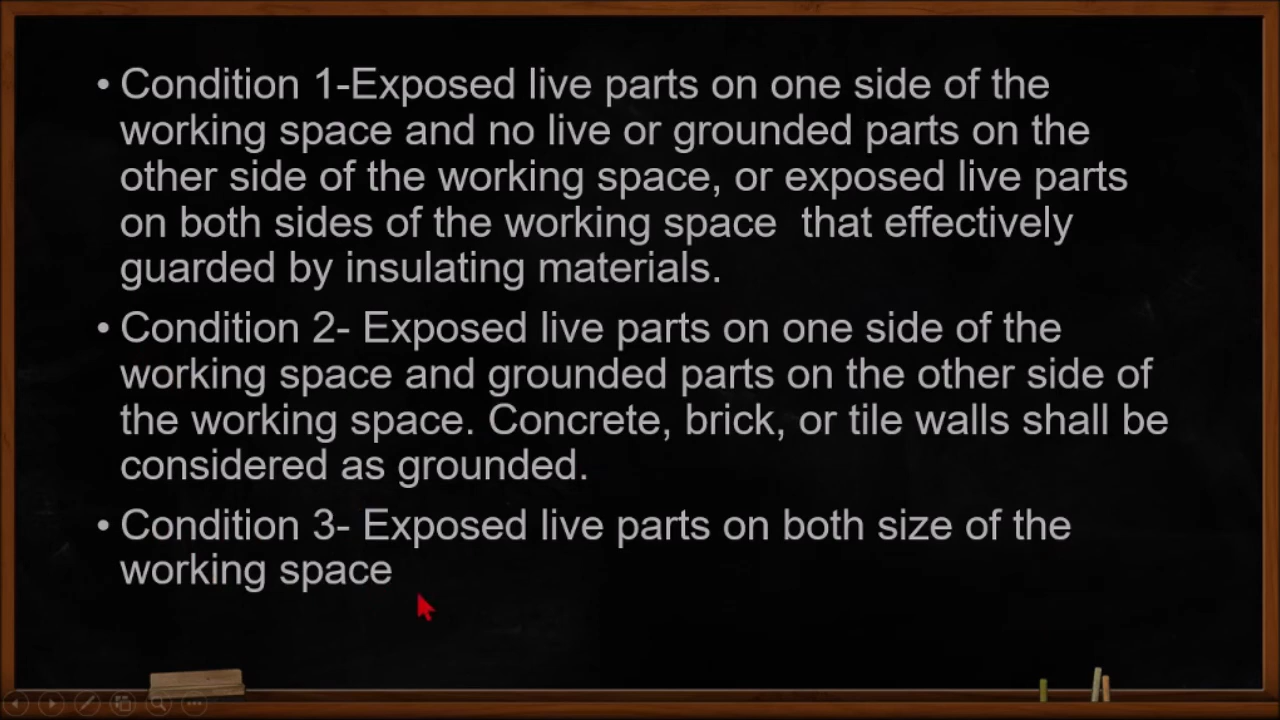 • Condition 1-Exposed live parts on one side of the
working space and no live or grounded parts on the
other side of the working space, or exposed live parts
on both sides of the working space  that effectively
guarded by insulating materials.
• Condition 2- Exposed live parts on one side of the
working space and grounded parts on the other side of
the working space. Concrete, brick, or tile walls shall be
considered as grounded.
• Condition 3- Exposed live parts on both size of the
working space